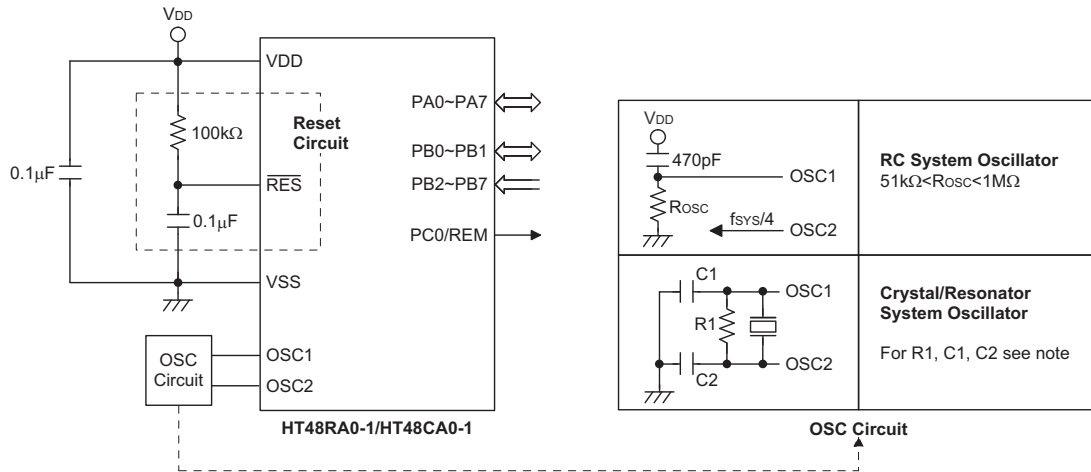 VDD
VDD
100kΩ
Reset
Circuit
0.1μF
RES
0.1μF
VSS
OSC
Circuit
OSC1
OSC2
PA0~PA7
PB0~PB1
PB2~PB7
PC0/REM
HT48RA0-1/HT48CA0-1
VDD
470pF
OSC1
ROSC
fSYS/4
OSC2
RC System Oscillator
51kΩ<ROSC<1MΩ
C1
OSC1
R1
OSC2
C2
Crystal/Resonator
System Oscillator
For R1, C1, C2 see note
OSC Circuit